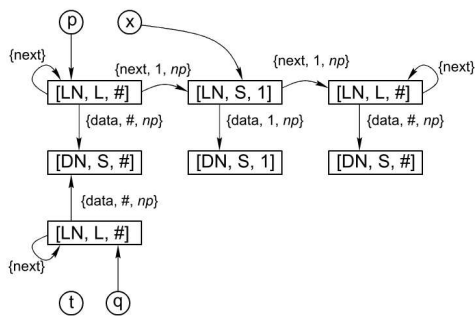 p x
{next} {next, 1, np} {next, 1, np} {next}
[LN, L, #] [LN, S, 1] [LN, L, #]
{data, #, np} {data, 1, np} {data, #, np}
[DN, S, #] [DN, S, 1] [DN, S, #]
{data, #, np}
[LN, L, #]
{next}
t q